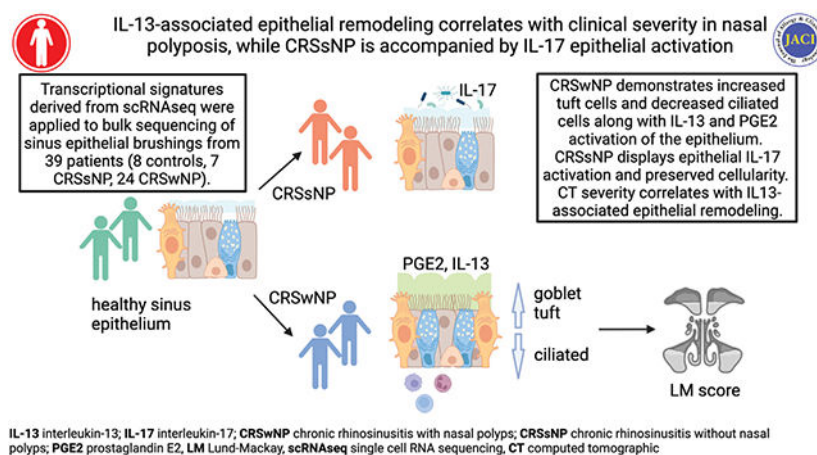 IL-13-associated epithelial remodeling correlates with clinical severity in nasal
polyposis, while CRSsNP is accompanied by IL-17 epithelial activation
JACI
Transcriptional signatures
derived from scRNAseq were
applied to bulk sequencing of
sinus epithelial brushings from
39 patients (8 controls, 7
CRSsNP, 24 CRSwNP).
IL-17
CRSwNP demonstrates increased
tuft cells and decreased ciliated
cells along with IL-13 and PGE2
activation of the epithelium.
CRSsNP displays epithelial IL-17
activation and preserved cellularity.
CT severity correlates with IL13-
associated epithelial remodeling.
CRSsNP
healthy sinus
epithelium
CRSwNP
PGE2, IL-13
goblet
tuft
ciliated
LM score
IL-13 interleukin-13; IL-17 interleukin-17; CRSwNP chronic rhinosinusitis with nasal polyps; CRSsNP chronic rhinosinusitis without nasal
polyps; PGE2 prostaglandin E2, LM Lund-Mackay, scRNAseq single cell RNA sequencing, CT computed tomographic